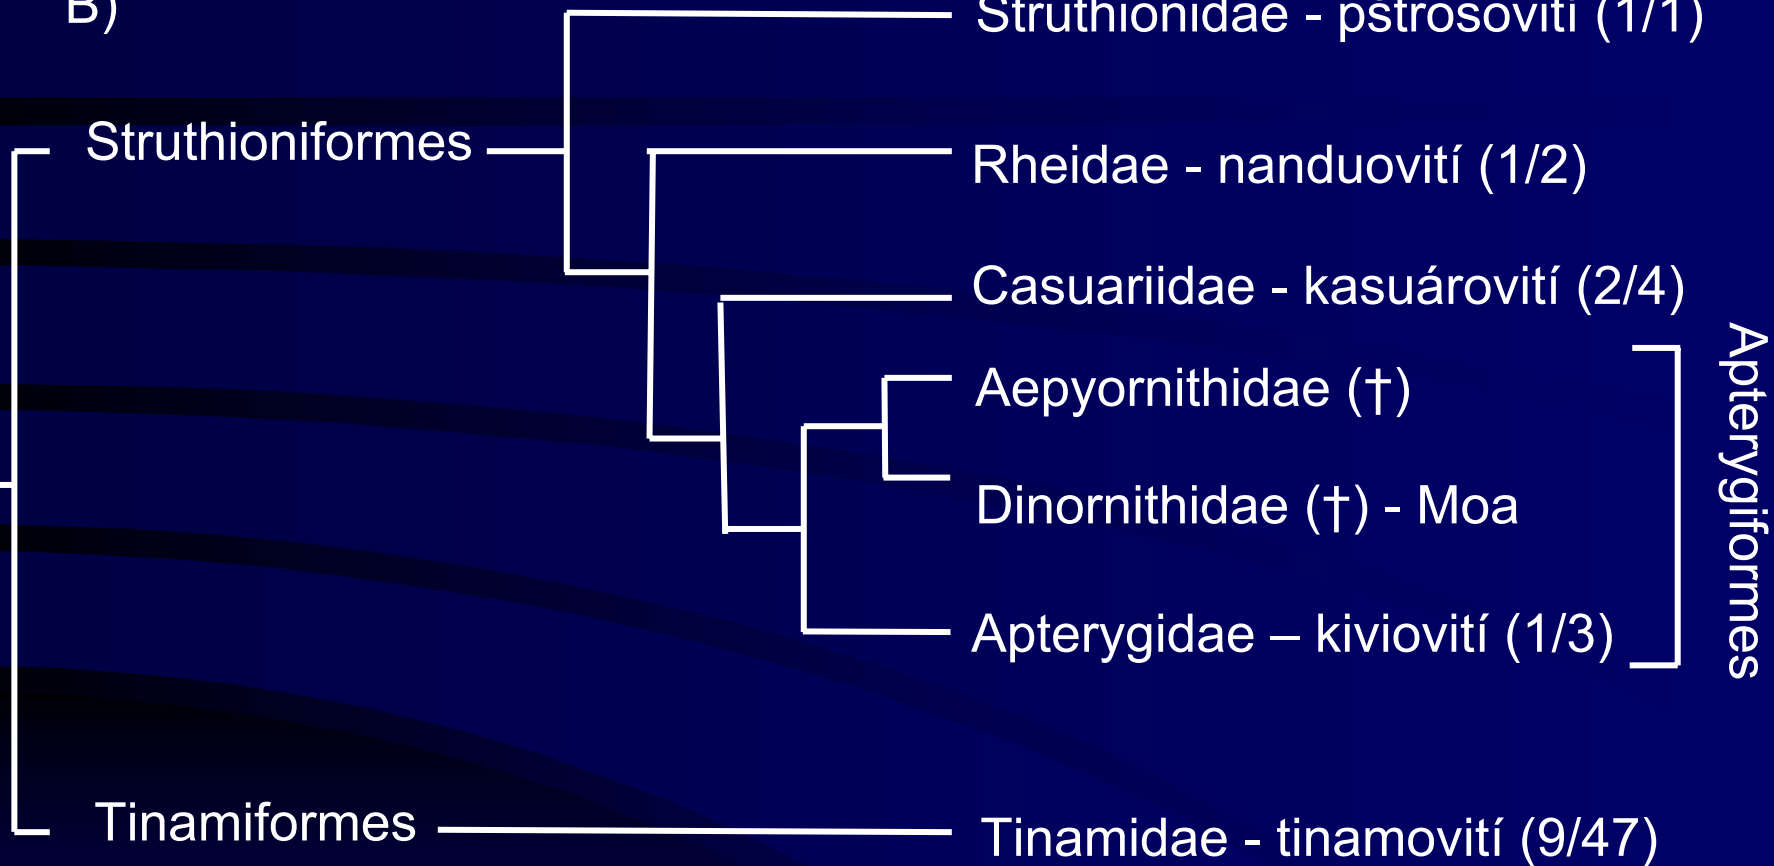 B)
Struthionidae - pštrosovití (1/1)
Struthioniformes
Rheidae - nanduovití (1/2)
Casuariidae - kasuárovití (2/4)
Aepyornithidae (†)
Dinornithidae (†) - Moa
Apterygidae – kiviovití (1/3)
Apterygiformes
Tinamiformes
Tinamidae - tinamovití (9/47)